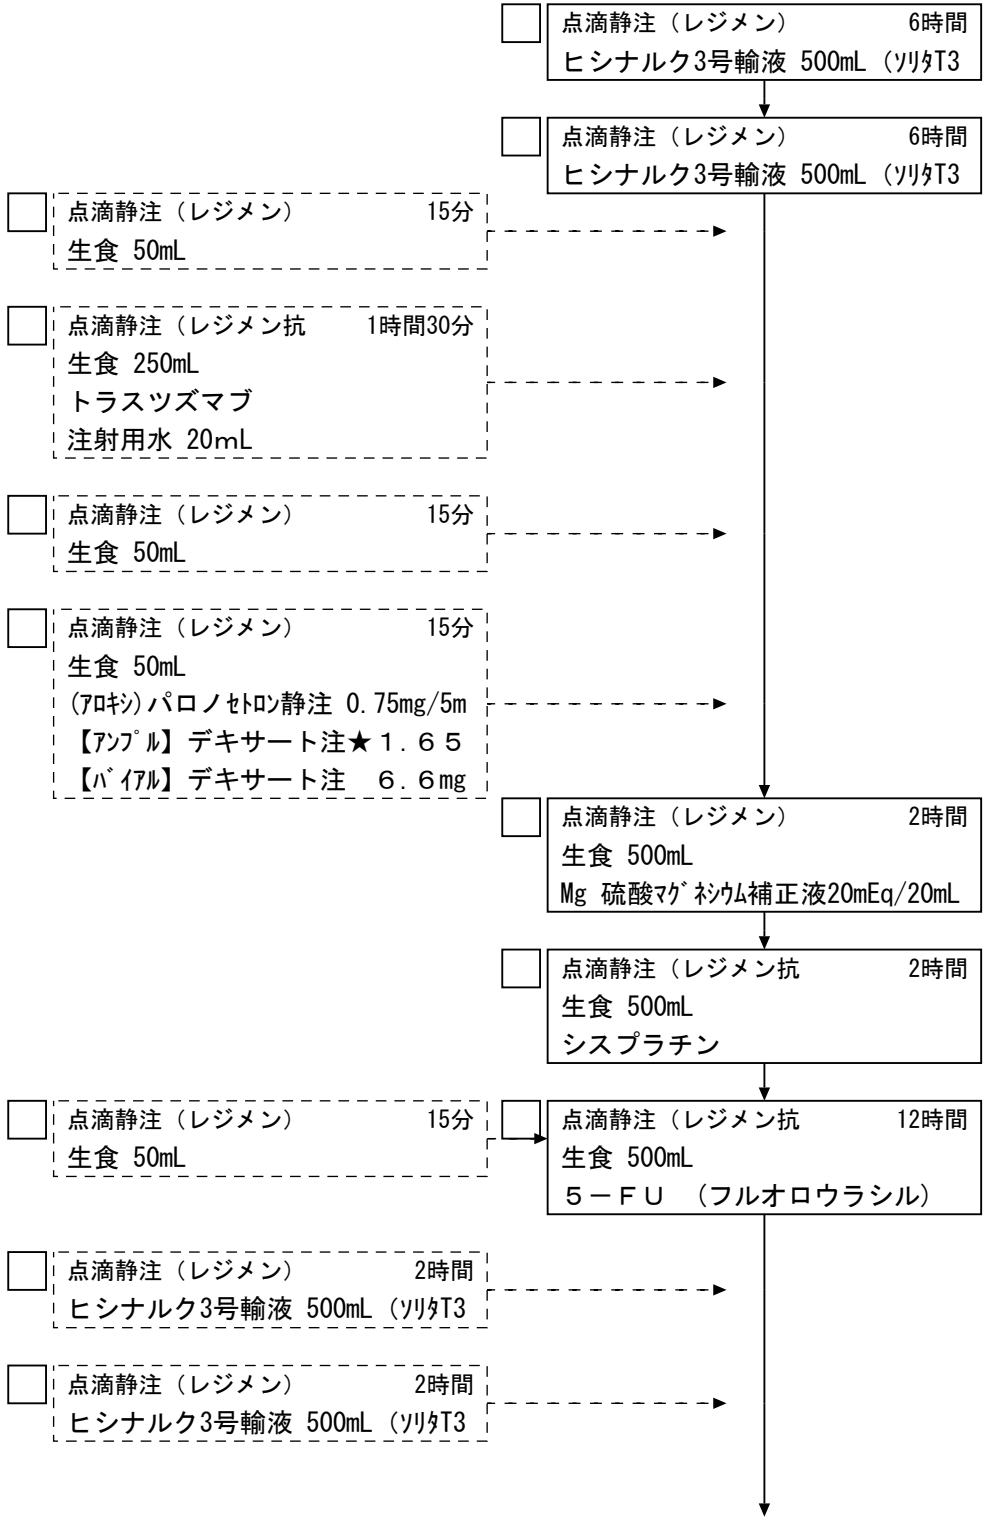 点滴静注（レジメン） 6時間
ヒシナルク3号輸液 500mL（ｿﾘﾀT3
点滴静注（レジメン） 6時間
ヒシナルク3号輸液 500mL（ｿﾘﾀT3
点滴静注（レジメン） 15分
生食 50mL
点滴静注（レジメン抗 1時間30分
生食 250mL
トラスツズマブ
注射用水 20ｍL
点滴静注（レジメン） 15分
生食 50mL
点滴静注（レジメン） 15分
生食 50mL
(ｱﾛｷｼ)パロノｾﾄﾛﾝ静注 0.75mg/5m
【ｱﾝﾌﾟﾙ】デキサート注★１.６５
【ﾊﾞｲｱﾙ】デキサート注　６.６mg
点滴静注（レジメン） 2時間
生食 500mL
Mg 硫酸ﾏｸﾞﾈｼｳﾑ補正液20mEq/20mL
点滴静注（レジメン抗 2時間
生食 500mL
シスプラチン
点滴静注（レジメン） 15分
生食 50mL
点滴静注（レジメン抗 12時間
生食 500mL
５－ＦＵ　（フルオロウラシル）
点滴静注（レジメン） 2時間
ヒシナルク3号輸液 500mL（ｿﾘﾀT3
点滴静注（レジメン） 2時間
ヒシナルク3号輸液 500mL（ｿﾘﾀT3